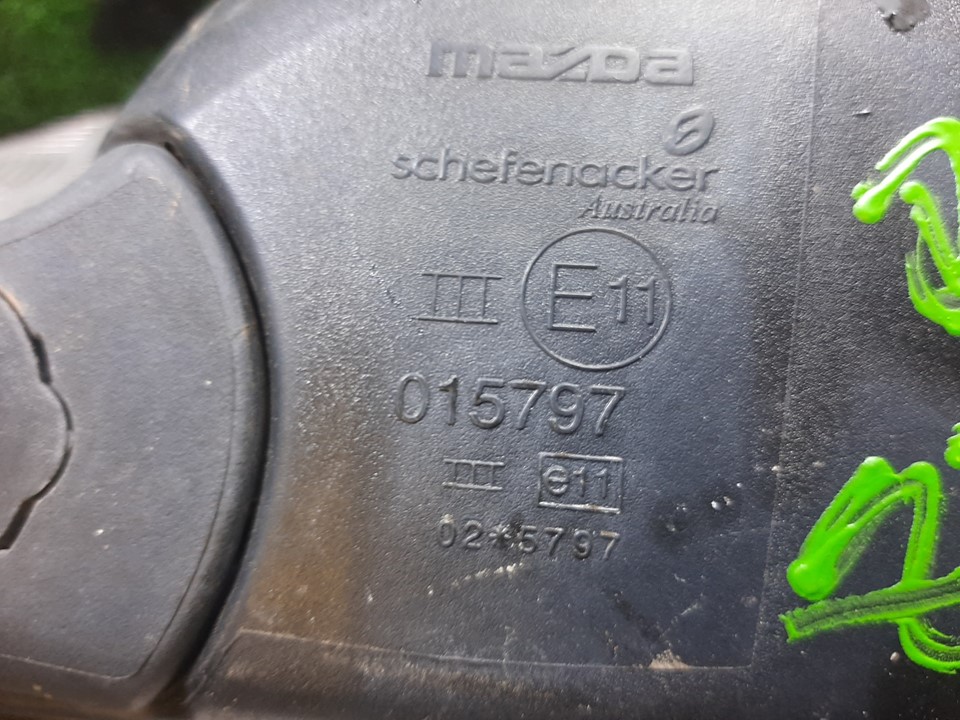 mazda
schefenacker
Australia
III E11
015797
III e11
02*5797